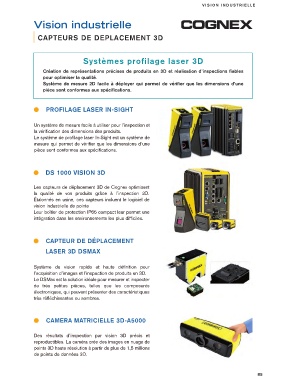 VISION INDUSTRIELLE
Vision industrielle
COGNEX
CAPTEURS DE DEPLACEMENT 3D
Systèmes profilage laser 3D
Création de représentations précises de produits en 3D et réalisation d'inspections fiables
pour optimiser la qualité.
Système de mesure 3D facile à déployer qui permet de vérifier que les dimensions d'une
pièce sont conformes aux spécifications.
PROFILAGE LASER IN-SIGHT
Un système de mesure facile à utiliser pour l'inspection et
la vérification des dimensions des produits.
Le système de profilage laser In-Sight est un système de
mesure qui permet de vérifier que les dimensions d'une
pièce sont conformes aux spécifications.
DS 1000 VISION 3D
Les capteurs de déplacement 3D de Cognex optimisent
la qualité de vos produits grâce à l'inspection 3D.
Étalonnés en usine, ces capteurs incluent le logiciel de
vision industrielle de pointe
Leur boîtier de protection IP65 compact leur permet une
intégration dans les environnements les plus difficiles.
CAPTEUR DE DÉPLACEMENT
LASER 3D DSMAX
Système de vision rapide et haute définition pour
l'acquisition d'images et l'inspection de produits en 3D.
Le DSMax est la solution idéale pour mesurer et inspecter
de très petites pièces, telles que les composants
électroniques, qui peuvent présenter des caractéristiques
très réfléchissantes ou sombres.
CAMERA MATRICIELLE 3D-A5000
Des résultats d'inspection par vision 3D précis et
reproductibles. La caméra crée des images en nuage de
points 3D haute résolution à partir de plus de 1,5 millions
de points de données 3D.
COGNEX